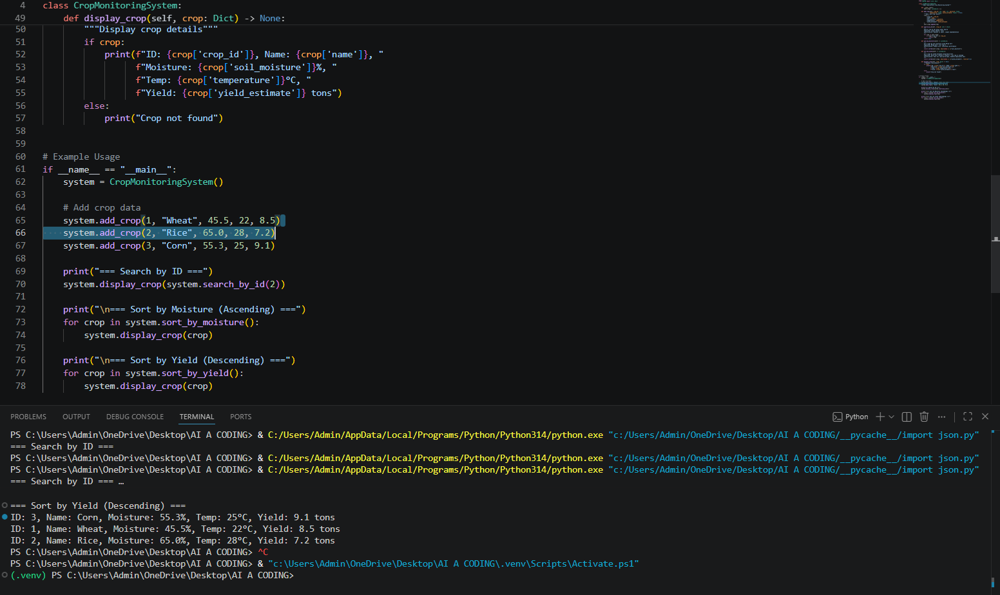 4 class CropMonitoringSystem:
49     def display_crop(self, crop: Dict) -> None:
50         """Display crop details"""
51         if crop:
52             print(f"ID: {crop['crop_id']}, Name: {crop['name']}, "
53                   f"Moisture: {crop['soil_moisture']}%, "
54                   f"Temp: {crop['temperature']}°C, "
55                   f"Yield: {crop['yield_estimate']} tons")
56         else:
57             print("Crop not found")
58
59
60 # Example Usage
61 if __name__ == "__main__":
62     system = CropMonitoringSystem()
63
64     # Add crop data
65     system.add_crop(1, "Wheat", 45.5, 22, 8.5)
66     system.add_crop(2, "Rice", 65.0, 28, 7.2)
67     system.add_crop(3, "Corn", 55.3, 25, 9.1)
68
69     print("=== Search by ID ===")
70     system.display_crop(system.search_by_id(2))
71
72     print("\n=== Sort by Moisture (Ascending) ===")
73     for crop in system.sort_by_moisture():
74         system.display_crop(crop)
75
76     print("\n=== Sort by Yield (Descending) ===")
77     for crop in system.sort_by_yield():
78         system.display_crop(crop)
PROBLEMS OUTPUT DEBUG CONSOLE TERMINAL PORTS Python
PS C:\Users\Admin\OneDrive\Desktop\AI A CODING> & C:/Users/Admin/AppData/Local/Programs/Python/Python314/python.exe "c:/Users/Admin/OneDrive/Desktop/AI A CODING/__pycache__/import json.py"
=== Search by ID ===
PS C:\Users\Admin\OneDrive\Desktop\AI A CODING> & C:/Users/Admin/AppData/Local/Programs/Python/Python314/python.exe "c:/Users/Admin/OneDrive/Desktop/AI A CODING/__pycache__/import json.py"
PS C:\Users\Admin\OneDrive\Desktop\AI A CODING> & C:/Users/Admin/AppData/Local/Programs/Python/Python314/python.exe "c:/Users/Admin/OneDrive/Desktop/AI A CODING/__pycache__/import json.py"
=== Search by ID === …
=== Sort by Yield (Descending) ===
ID: 3, Name: Corn, Moisture: 55.3%, Temp: 25°C, Yield: 9.1 tons
ID: 1, Name: Wheat, Moisture: 45.5%, Temp: 22°C, Yield: 8.5 tons
ID: 2, Name: Rice, Moisture: 65.0%, Temp: 28°C, Yield: 7.2 tons
PS C:\Users\Admin\OneDrive\Desktop\AI A CODING> ^C
PS C:\Users\Admin\OneDrive\Desktop\AI A CODING> & "c:\Users\Admin\OneDrive\Desktop\AI A CODING\.venv\Scripts\Activate.ps1"
(.venv) PS C:\Users\Admin\OneDrive\Desktop\AI A CODING>